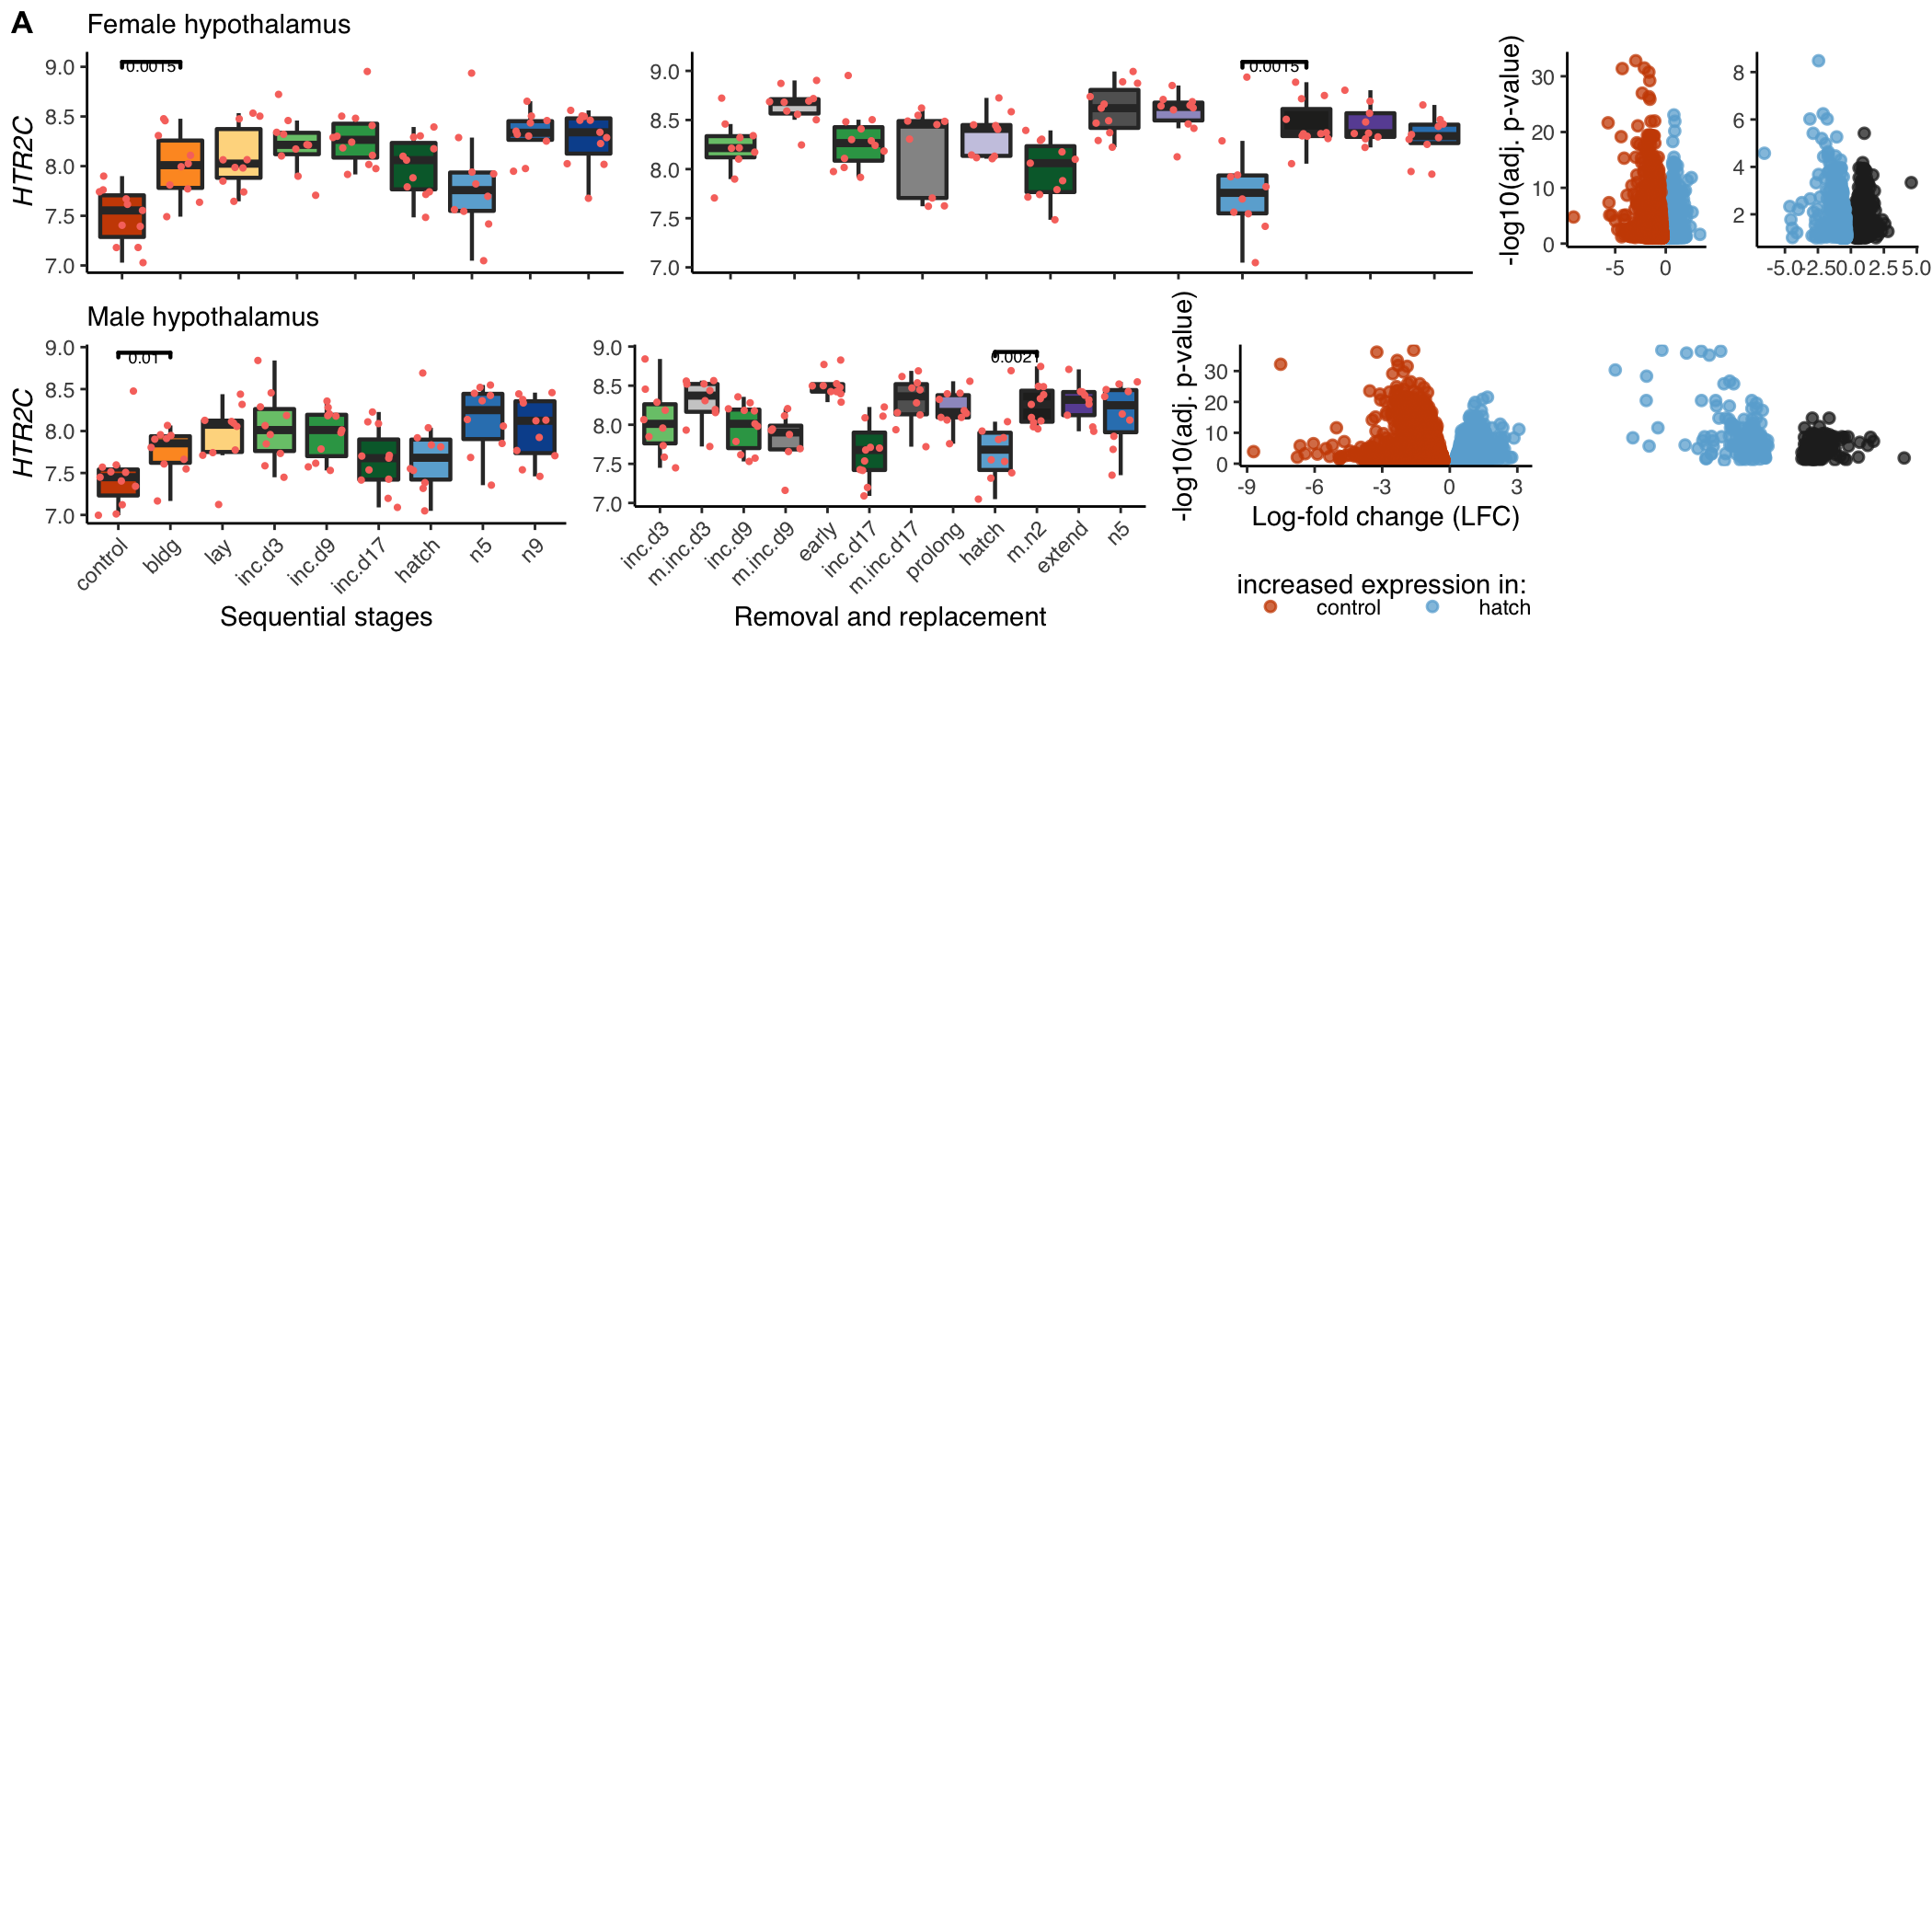 A
Female hypothalamus
HTR2C
9.0
8.5
8.0
7.5
7.0
0.0015
9.0
8.5
8.0
7.5
7.0
0.0015
-log10(adj. p-value)
30
20
10
0
-5 0
8
6
4
2
-5.0 -2.5 0.0 2.5 5.0
Male hypothalamus
HTR2C
9.0
8.5
8.0
7.5
7.0
0.01
control bldg lay inc.d3 inc.d9 inc.d17 hatch n5 n9
Sequential stages
9.0
8.5
8.0
7.5
7.0
0.0021
inc.d3 m.inc.d3 inc.d9 m.inc.d9 early inc.d17 m.inc.d17 prolong hatch m.n2 extend n5
Removal and replacement
-log10(adj. p-value)
30
20
10
0
-9 -6 -3 0 3
Log-fold change (LFC)
increased expression in:
control hatch